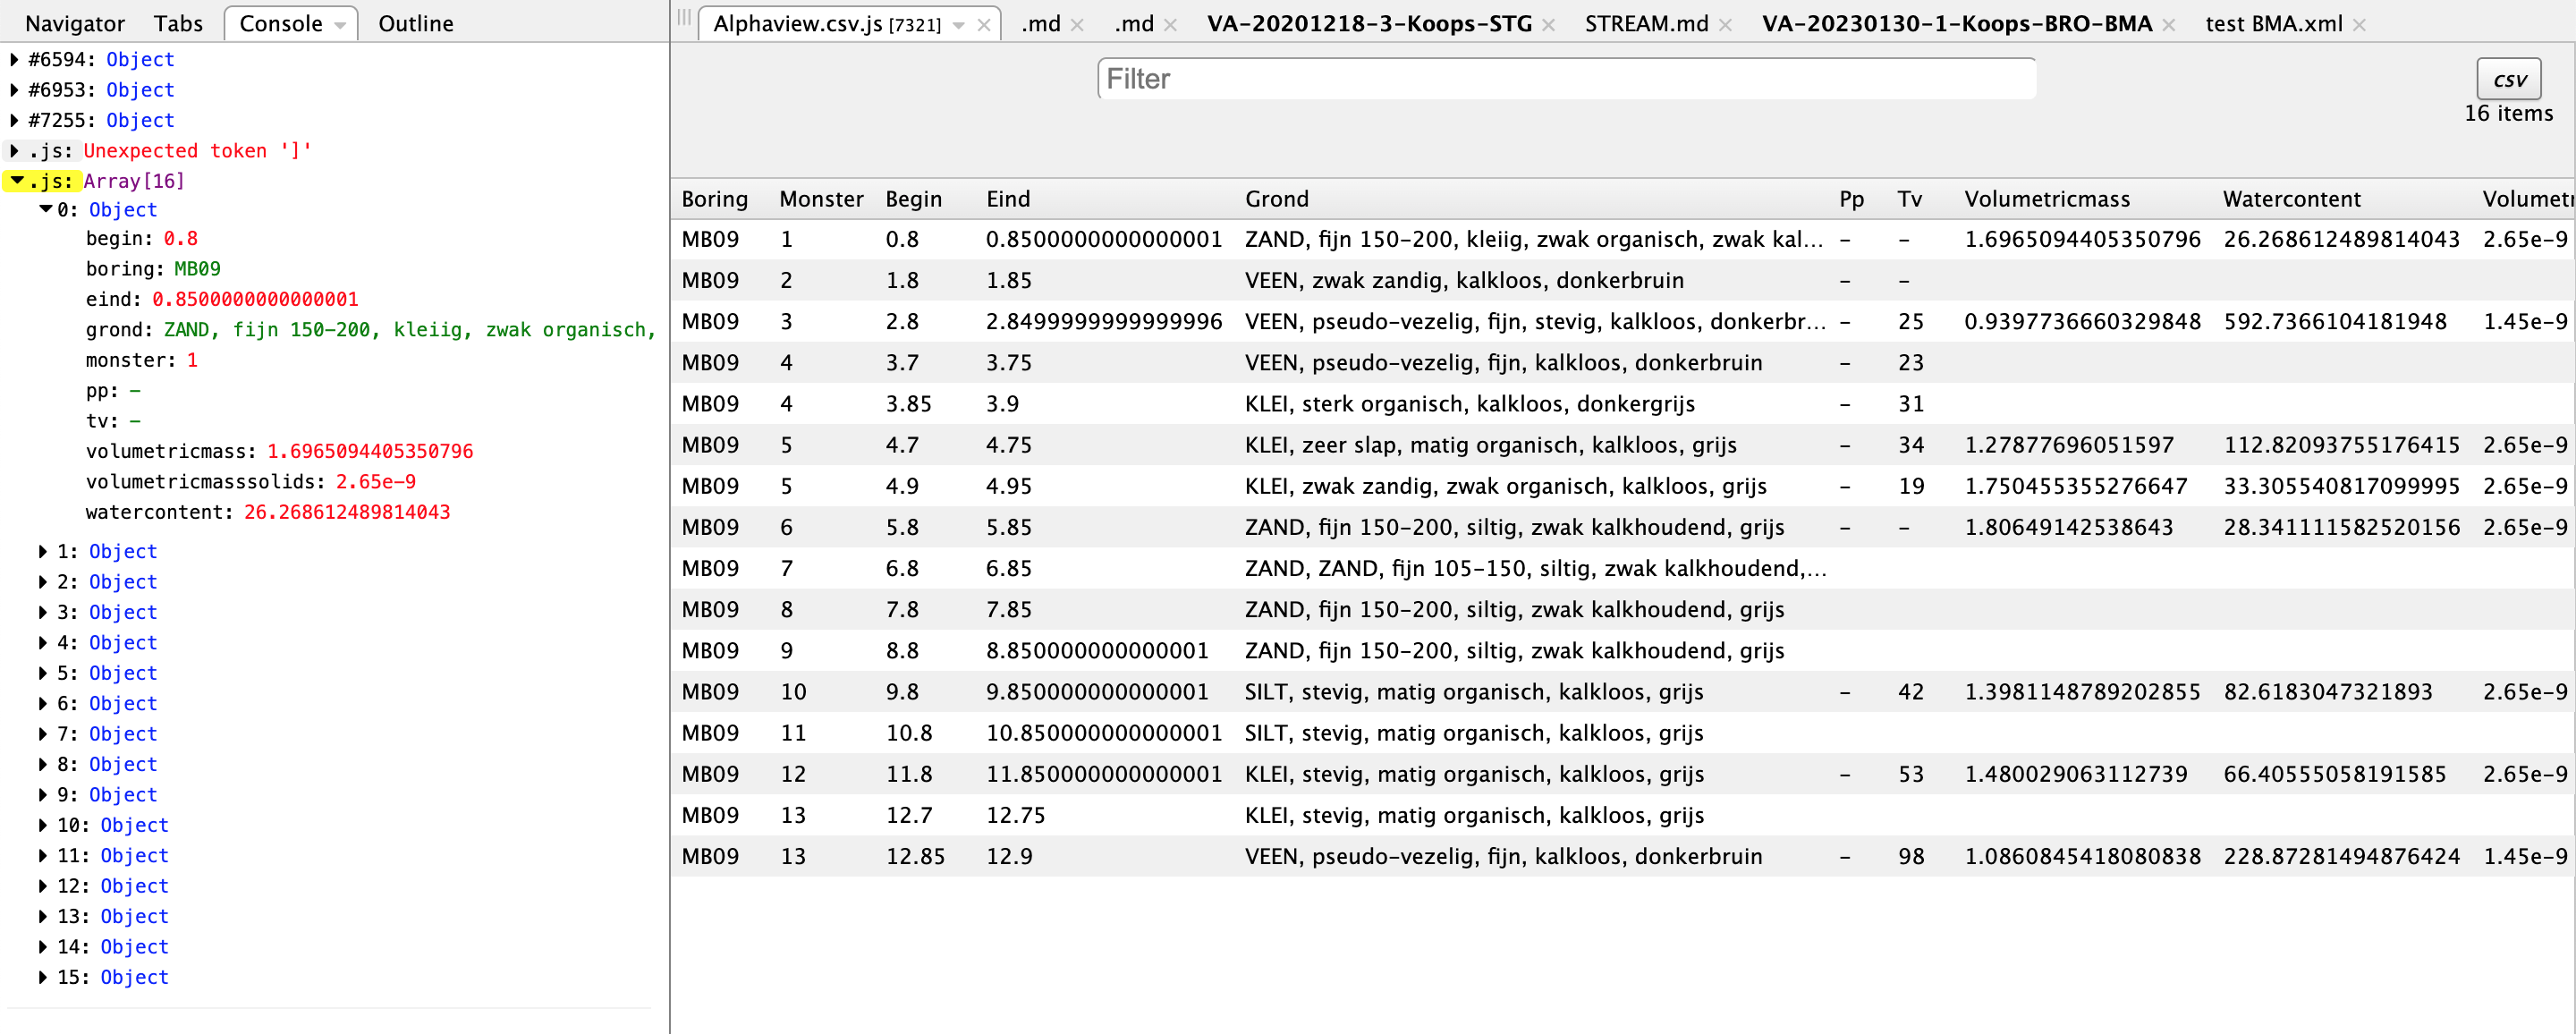 Navigator Tabs Console Outline
#6594: Object
#6953: Object
#7255: Object
.js: Unexpected token ']'
.js: Array[16]
0: Object
begin: 0.8
boring: MB09
eind: 0.8500000000000001
grond: ZAND, fijn 150-200, kleiig, zwak organisch,
monster: 1
pp: -
tv: -
volumetricmass: 1.6965094405350796
volumetricmasssolids: 2.65e-9
watercontent: 26.268612489814043
1: Object
2: Object
3: Object
4: Object
5: Object
6: Object
7: Object
8: Object
9: Object
10: Object
11: Object
12: Object
13: Object
14: Object
15: Object
Alphaview.csv.js [7321] .md .md VA-20201218-3-Koops-STG STREAM.md VA-20230130-1-Koops-BRO-BMA test BMA.xml
Filter
csv
16 items
Boring Monster Begin Eind Grond Pp Tv Volumetricmass Watercontent Volumetr
MB09 1 0.8 0.8500000000000001 ZAND, fijn 150-200, kleiig, zwak organisch, zwak kal... - - 1.6965094405350796 26.268612489814043 2.65e-9
MB09 2 1.8 1.85 VEEN, zwak zandig, kalkloos, donkerbruin - -
MB09 3 2.8 2.8499999999999996 VEEN, pseudo-vezelig, fijn, stevig, kalkloos, donkerbr... - 25 0.9397736660329848 592.7366104181948 1.45e-9
MB09 4 3.7 3.75 VEEN, pseudo-vezelig, fijn, kalkloos, donkerbruin - 23
MB09 4 3.85 3.9 KLEI, sterk organisch, kalkloos, donkergrijs - 31
MB09 5 4.7 4.75 KLEI, zeer slap, matig organisch, kalkloos, grijs - 34 1.27877696051597 112.82093755176415 2.65e-9
MB09 5 4.9 4.95 KLEI, zwak zandig, zwak organisch, kalkloos, grijs - 19 1.750455355276647 33.305540817099995 2.65e-9
MB09 6 5.8 5.85 ZAND, fijn 150-200, siltig, zwak kalkhoudend, grijs - - 1.80649142538643 28.341111582520156 2.65e-9
MB09 7 6.8 6.85 ZAND, ZAND, fijn 105-150, siltig, zwak kalkhoudend,...
MB09 8 7.8 7.85 ZAND, fijn 150-200, siltig, zwak kalkhoudend, grijs
MB09 9 8.8 8.850000000000001 ZAND, fijn 150-200, siltig, zwak kalkhoudend, grijs
MB09 10 9.8 9.850000000000001 SILT, stevig, matig organisch, kalkloos, grijs - 42 1.3981148789202855 82.6183047321893 2.65e-9
MB09 11 10.8 10.850000000000001 SILT, stevig, matig organisch, kalkloos, grijs
MB09 12 11.8 11.850000000000001 KLEI, stevig, matig organisch, kalkloos, grijs - 53 1.480029063112739 66.40555058191585 2.65e-9
MB09 13 12.7 12.75 KLEI, stevig, matig organisch, kalkloos, grijs
MB09 13 12.85 12.9 VEEN, pseudo-vezelig, fijn, kalkloos, donkerbruin - 98 1.0860845418080838 228.87281494876424 1.45e-9